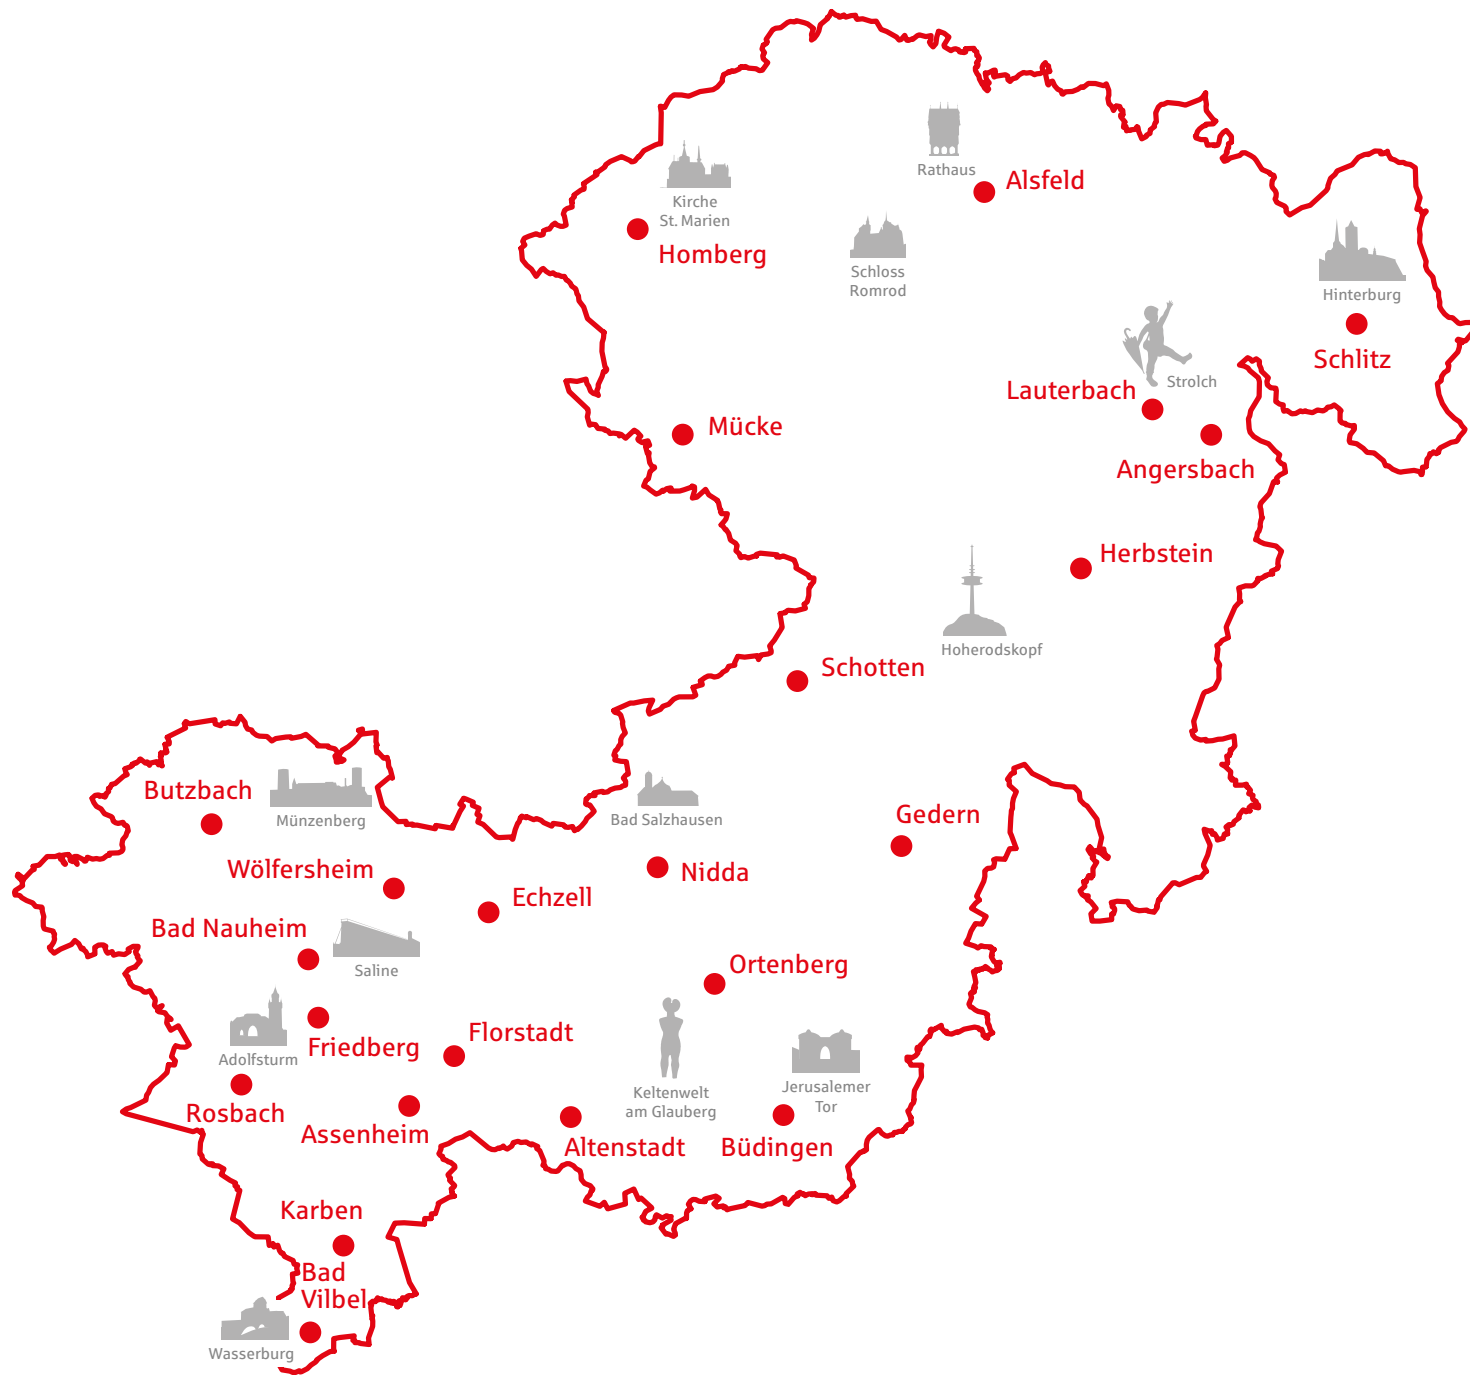 Rathaus
Alsfeld
Kirche
St. Marien
Homberg
Schloss
Romrod
Hinterburg
Schlitz
Strolch
Lauterbach
Mücke
Angersbach
Herbstein
Hoherodskopf
Schotten
Butzbach
Münzenberg
Bad Salzhausen
Gedern
Wölfersheim
Nidda
Echzell
Bad Nauheim
Saline
Ortenberg
Florstadt
Friedberg
Adolfsturm
Keltenwelt
am Glauberg
Jerusalemer
Tor
Rosbach
Assenheim
Altenstadt
Büdingen
Karben
Bad
Vilbel
Wasserburg